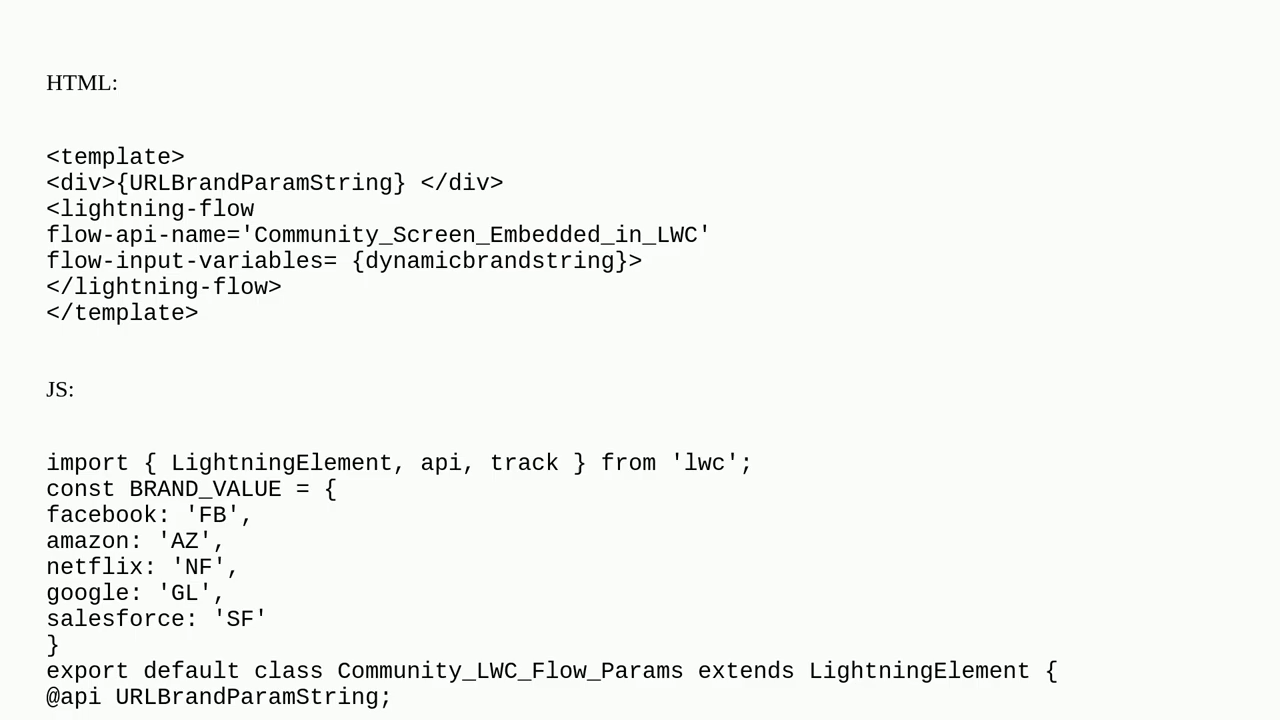 HTML:
<template>
<div>{URLBrandParamString} </div>
<lightning-flow
flow-api-name='Community_Screen_Embedded_in_LWC'
flow-input-variables= {dynamicbrandstring}>
</lightning-flow>
</template>
JS:
import { LightningElement, api, track } from 'lwc';
const BRAND_VALUE = {
facebook: 'FB',
amazon: 'AZ',
netflix: 'NF',
google: 'GL',
salesforce: 'SF'
}
export default class Community_LWC_Flow_Params extends LightningElement {
@api URLBrandParamString;